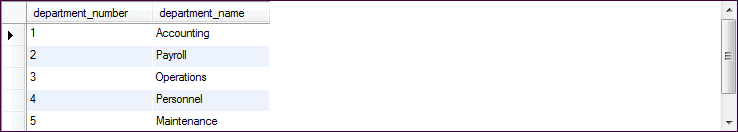 department_number department_name
1 Accounting
2 Payroll
3 Operations
4 Personnel
5 Maintenance